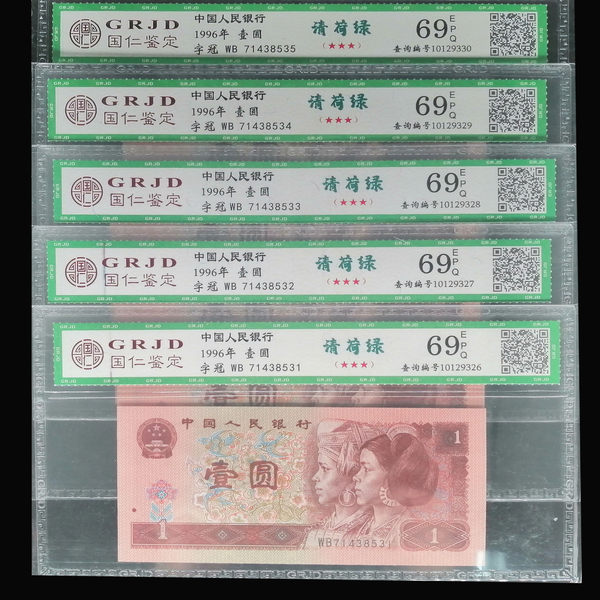 GRJD
国仁鉴定
中国人民银行
1996年 壹圆
字冠 WB 71438535
清荷绿
(★★★)
69 EPQ
查询编号10129330
GRJD
国仁鉴定
中国人民银行
1996年 壹圆
字冠 WB 71438534
清荷绿
(★★★)
69 EPQ
查询编号10129329
GRJD
国仁鉴定
中国人民银行
1996年 壹圆
字冠 WB 71438533
清荷绿
(★★★)
69 EPQ
查询编号10129328
GRJD
国仁鉴定
中国人民银行
1996年 壹圆
字冠 WB 71438532
清荷绿
(★★★)
69 EPQ
查询编号10129327
GRJD
国仁鉴定
中国人民银行
1996年 壹圆
字冠 WB 71438531
清荷绿
(★★★)
69 EPQ
查询编号10129326
中国人民银行
1
壹圆
WB71438531
1
1